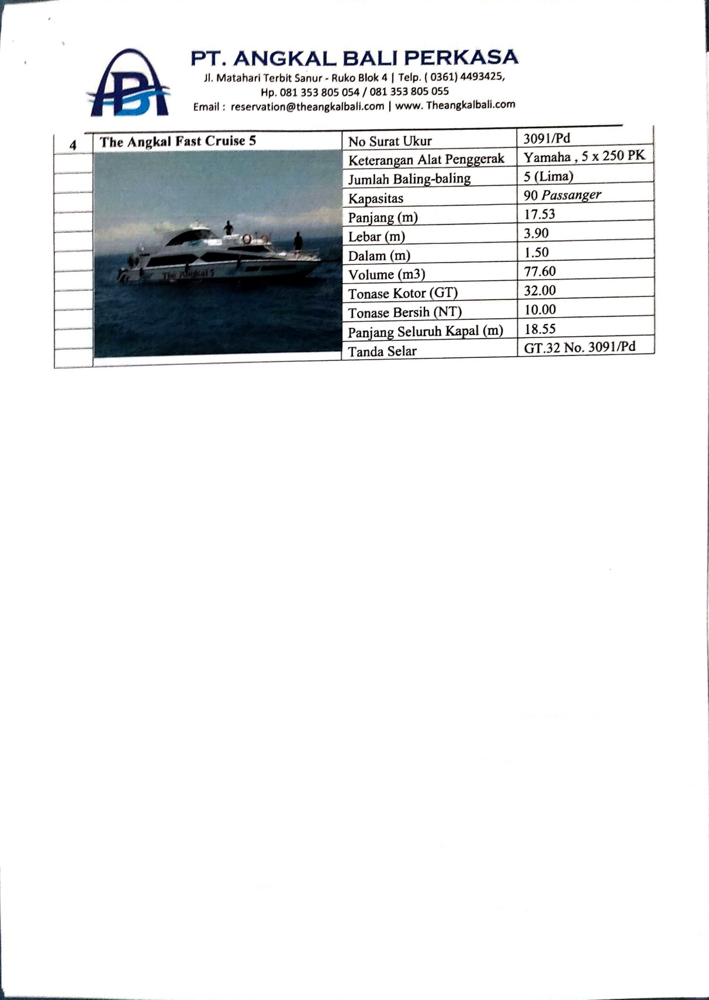 ABA
PT. ANGKAL BALI PERKASA
Jl. Matahari Terbit Sanur - Ruko Blok 4 | Telp. ( 0361) 4493425,
Hp. 081 353 805 054 / 081 353 805 055
Email : reservation@theangkalbali.com | www. Theangkalbali.com
4 The Angkal Fast Cruise 5 No Surat Ukur 3091/Pd
Keterangan Alat Penggerak Yamaha , 5 x 250 PK
Jumlah Baling-baling 5 (Lima)
Kapasitas 90 Passanger
Panjang (m) 17.53
Lebar (m) 3.90
Dalam (m) 1.50
Volume (m3) 77.60
Tonase Kotor (GT) 32.00
Tonase Bersih (NT) 10.00
Panjang Seluruh Kapal (m) 18.55
Tanda Selar GT.32 No. 3091/Pd
The Angkal 5